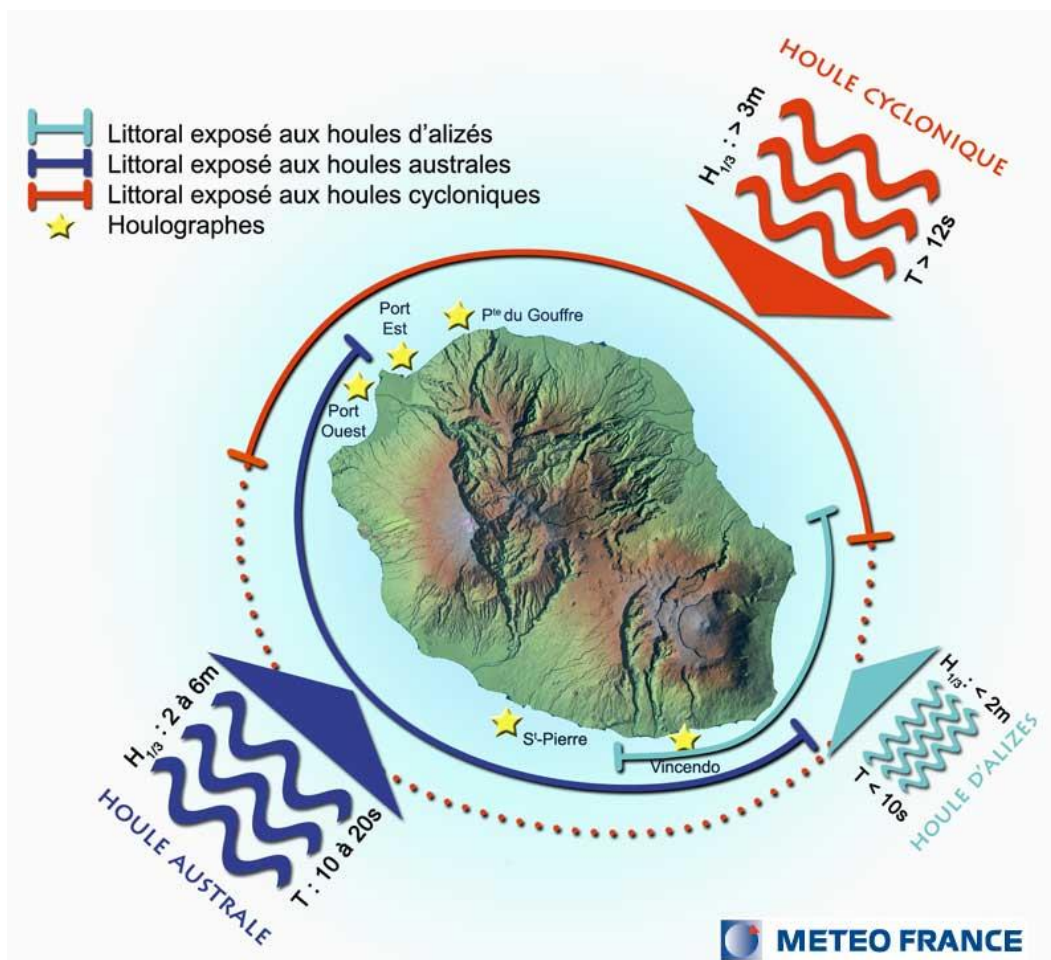 Littoral exposé aux houles d'alizés
Littoral exposé aux houles australes
Littoral exposé aux houles cycloniques
Houlographes
HOULE CYCLONIQUE
H1/3 : > 3m
T > 12s
Port
Est
Pte du Gouffre
Port
Ouest
St-Pierre
Vincendo
H1/3 : 2 à 6m
T : 10 à 20s
HOULE AUSTRALE
H1/3: < 2m
T < 10s
HOULE D'ALIZES
METEO FRANCE